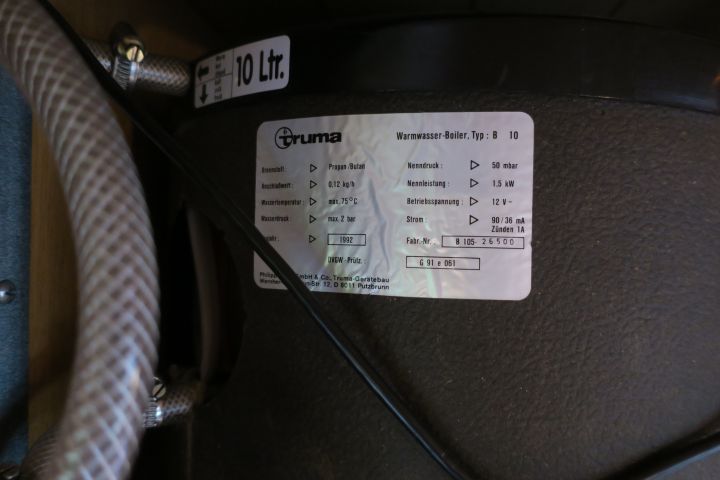 10 Ltr.
truma Warmwasser-Boiler, Typ: B 10
Brennstoff: Propan/Butan Nenndruck: 50 mbar
Anschlußwert: 0,12 kg/h Nennleistung: 1,5 kW
Wassertemperatur: max. 75°C Betriebsspannung: 12 V-
Wasserdruck: max. 2 bar Strom: 90/36 mA
Zünden 1A
1992 Fabr.-Nr.: B 105- 26500
DVGW-Prüfz.: G 91 e 061
GmbH & Co., Truma-Gerätebau
-Str. 12, D 8011 Putzbrunn